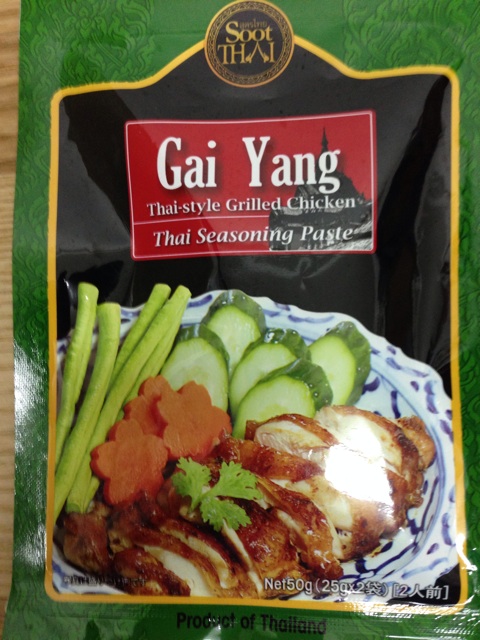 Soot
THAI
Gai Yang
Thai-style Grilled Chicken
Thai Seasoning Paste
Net50g(25g×2袋)[2人前]
Product of Thailand